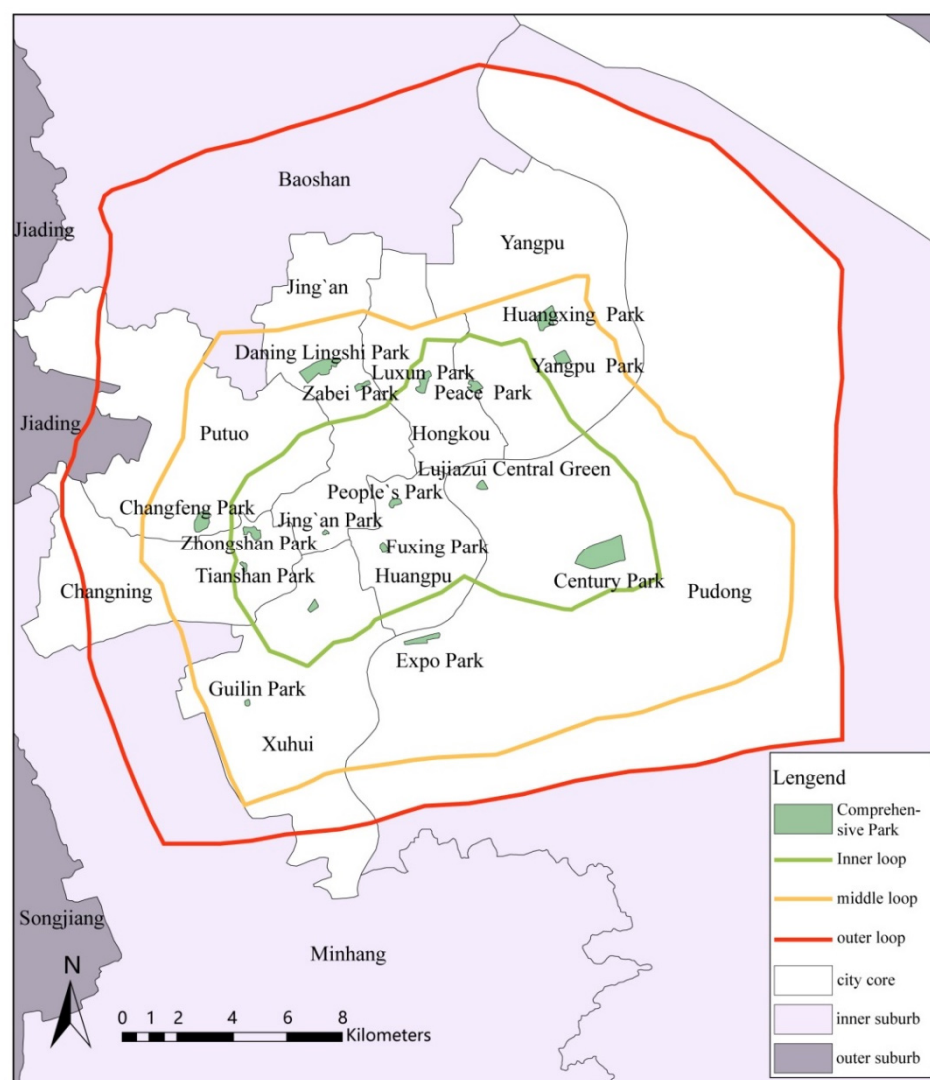 Baoshan
Jiading
Yangpu
Jing`an
Huangxing Park
Daning Lingshi Park
Luxun Park
Yangpu Park
Zabei Park
Peace Park
Jiading
Putuo
Hongkou
Lujiazui Central Green
People`s Park
Changfeng Park
Jing`an Park
Zhongshan Park
Fuxing Park
Tianshan Park
Huangpu
Century Park
Changning
Pudong
Expo Park
Guilin Park
Xuhui
Lengend
Comprehen-
sive Park
Inner loop
middle loop
outer loop
city core
inner suburb
outer suburb
Songjiang
Minhang
N
0 1 2 4 6 8
Kilometers